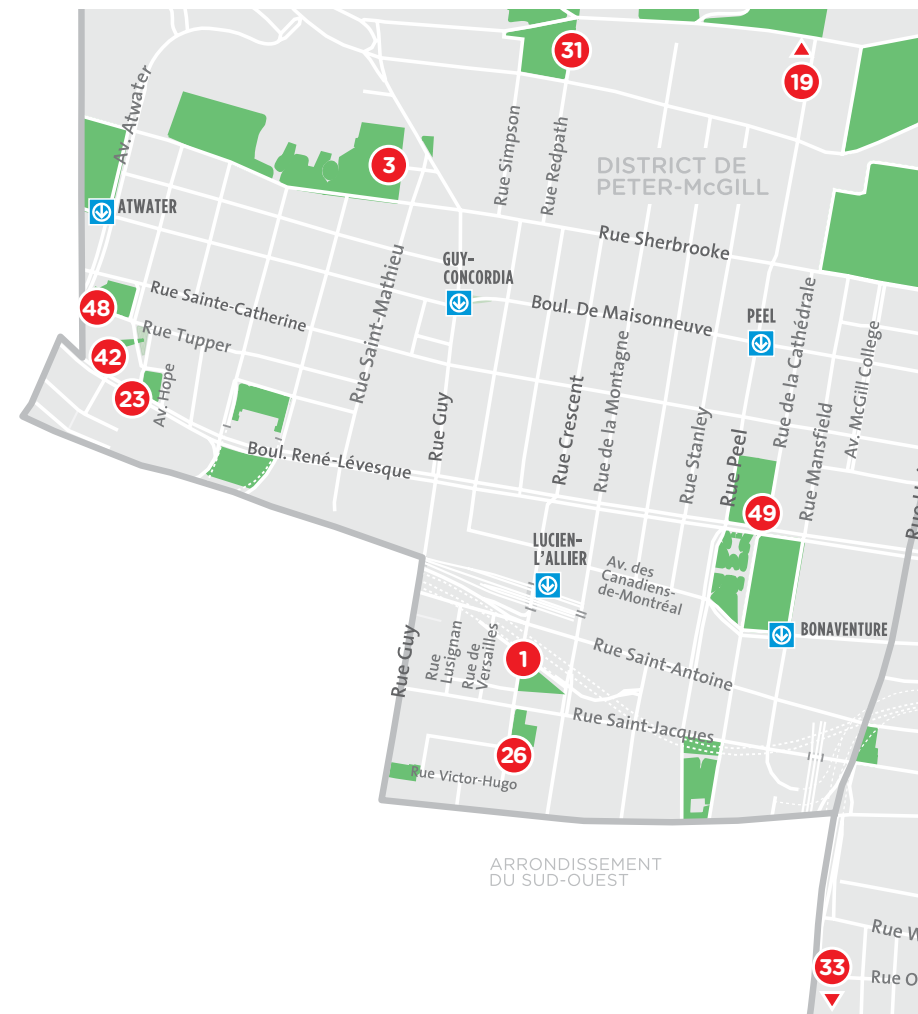 31
19
Av. Atwater
Rue Simpson
Rue Redpath
3
DISTRICT DE
PETER-McGILL
ATWATER
Rue Sherbrooke
GUY-
CONCORDIA
Rue Saint-Mathieu
48
Rue Sainte-Catherine
Boul. De Maisonneuve
PEEL
Rue de la Cathédrale
Rue Tupper
42
23
Av. Hope
Rue Guy
Rue Crescent
Rue de la Montagne
Rue Stanley
Rue Peel
Rue Mansfield
Av. McGill College
Boul. René-Lévesque
49
LUCIEN-
L'ALLIER
Av. des
Canadiens-
de-Montréal
BONAVENTURE
Rue Guy
Rue
Lusignan
Rue de
Versailles
1
Rue Saint-Antoine
Rue Saint-Jacques
26
Rue Victor-Hugo
ARRONDISSEMENT
DU SUD-OUEST
Rue W
33
Rue O